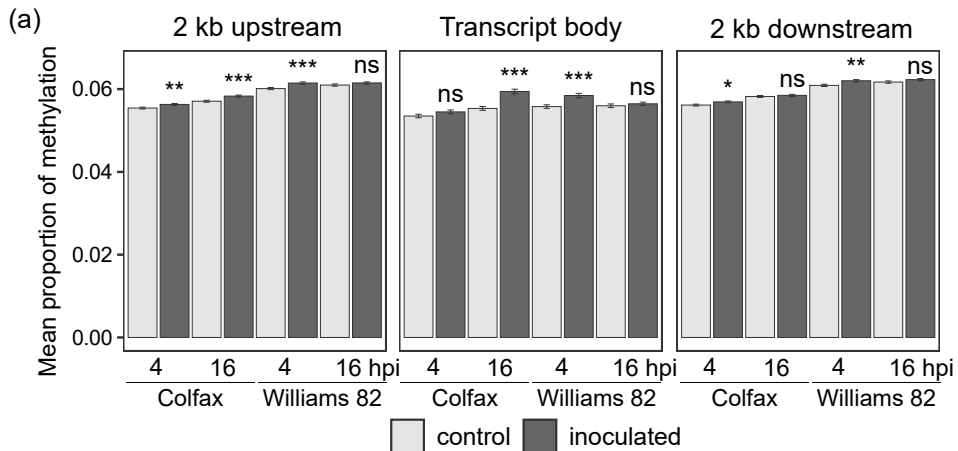 (a)
2 kb upstream
Transcript body
2 kb downstream
Mean proportion of methylation
0.06
0.04
0.02
0.00
** *** *** ns
ns *** *** ns
* ns ** ns
4 16 4 16 hpi
4 16 4 16 hpi
4 16 4 16 hpi
Colfax Williams 82
Colfax Williams 82
Colfax Williams 82
control inoculated